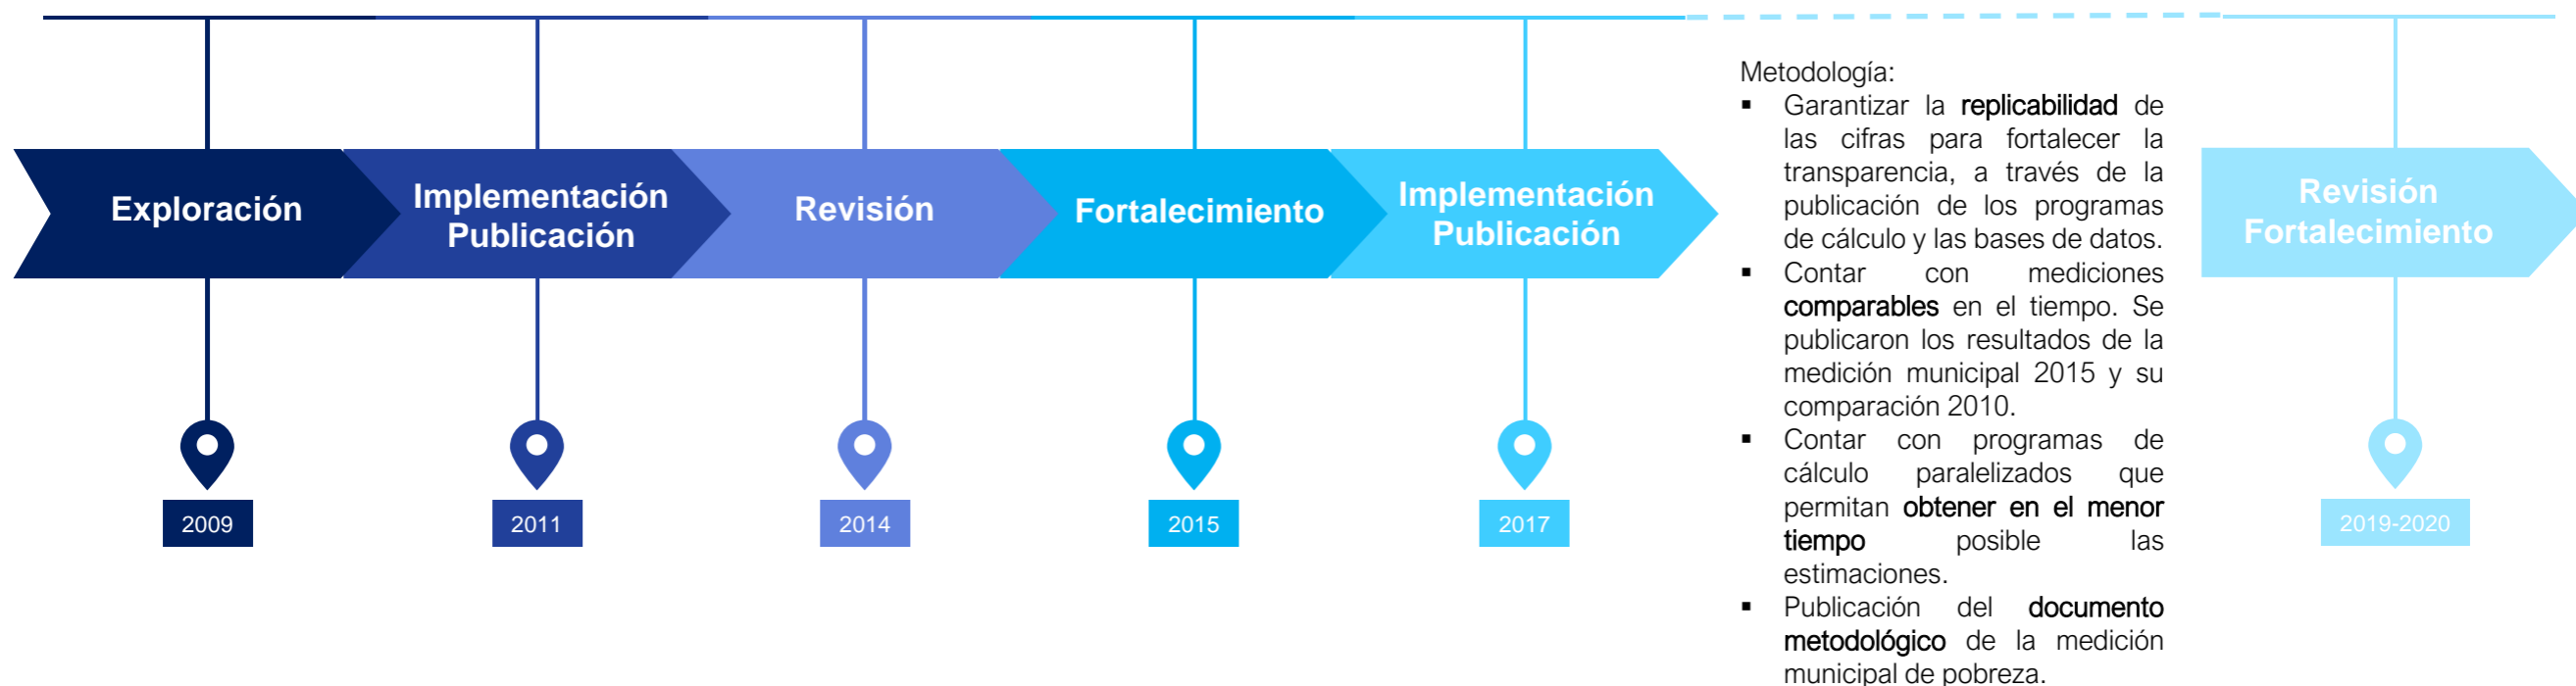 Exploración
Implementación
Publicación
Revisión
Fortalecimiento
Implementación
Publicación
Metodología:
▪ Garantizar la replicabilidad de
las cifras para fortalecer la
transparencia, a través de la
publicación de los programas
de cálculo y las bases de datos.
▪ Contar con mediciones
comparables en el tiempo. Se
publicaron los resultados de la
medición municipal 2015 y su
comparación 2010.
▪ Contar con programas de
cálculo paralelizados que
permitan obtener en el menor
tiempo posible las
estimaciones.
▪ Publicación del documento
metodológico de la medición
municipal de pobreza.
Revisión
Fortalecimiento
2009
2011
2014
2015
2017
2019-2020